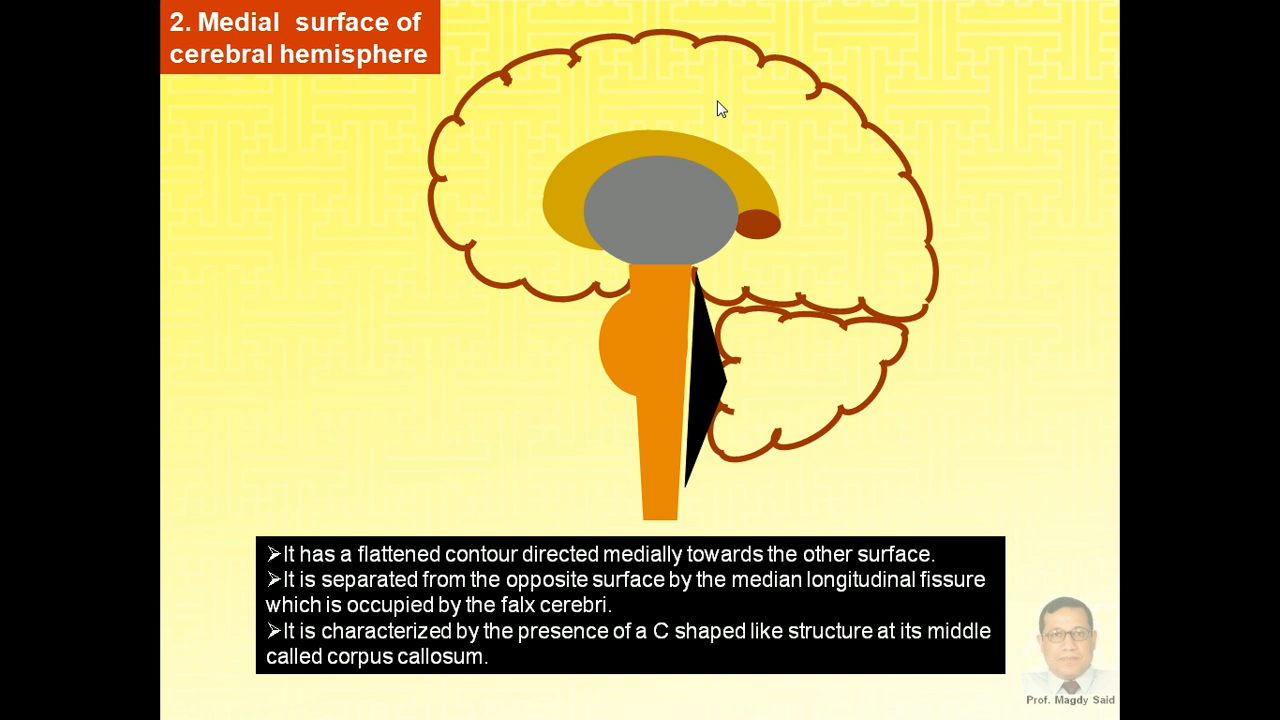 2. Medial surface of
cerebral hemisphere
➢It has a flattened contour directed medially towards the other surface.
➢It is separated from the opposite surface by the median longitudinal fissure
which is occupied by the falx cerebri.
➢It is characterized by the presence of a C shaped like structure at its middle
called corpus callosum.
Prof. Magdy Said